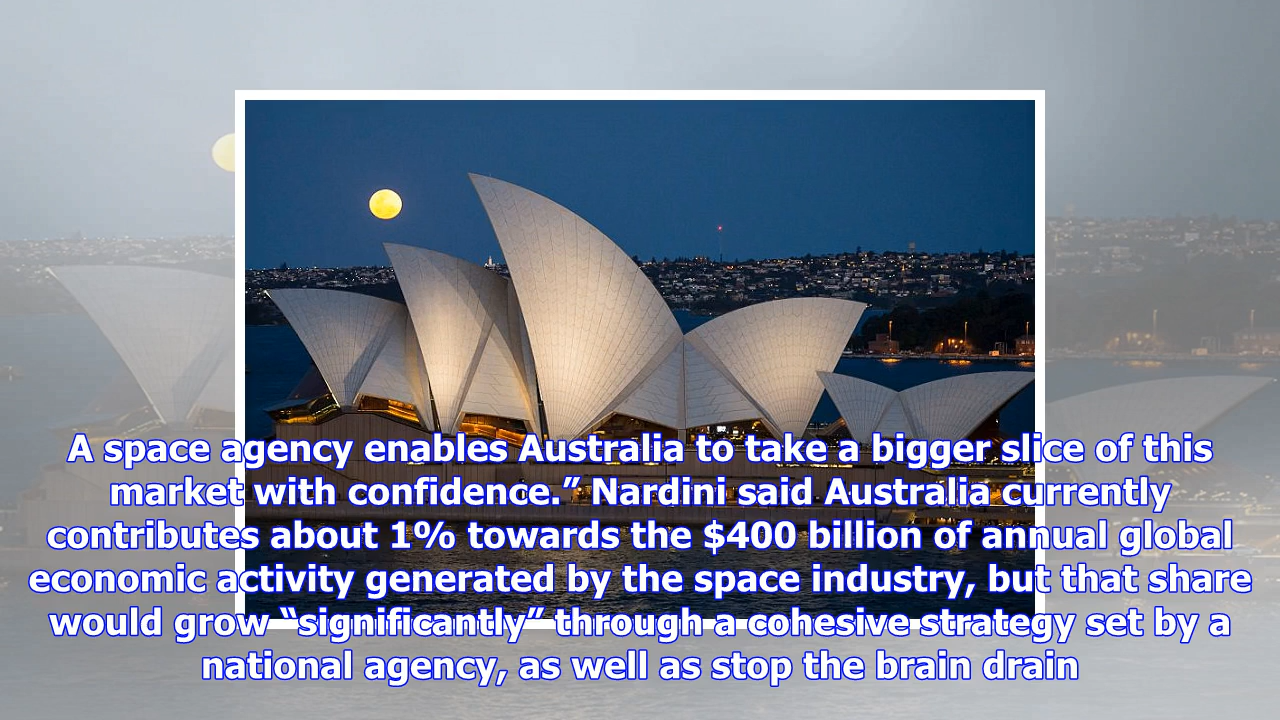 A space agency enables Australia to take a bigger slice of this
market with confidence.” Nardini said Australia currently
contributes about 1% towards the $400 billion of annual global
economic activity generated by the space industry, but that share
would grow “significantly” through a cohesive strategy set by a
national agency, as well as stop the brain drain